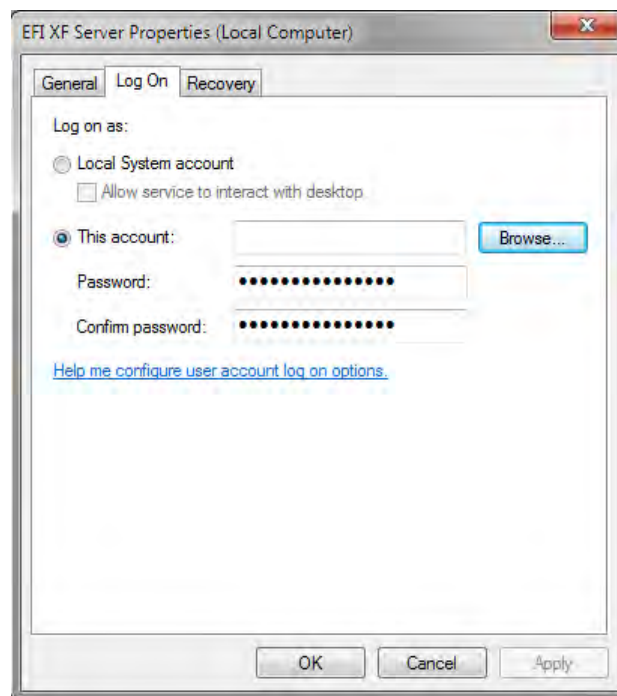 EFI XF Server Properties (Local Computer)
General Log On Recovery
Log on as:
Local System account
Allow service to interact with desktop
This account: Browse...
Password: •••••••••••••••
Confirm password: •••••••••••••••
Help me configure user account log on options.
OK Cancel Apply